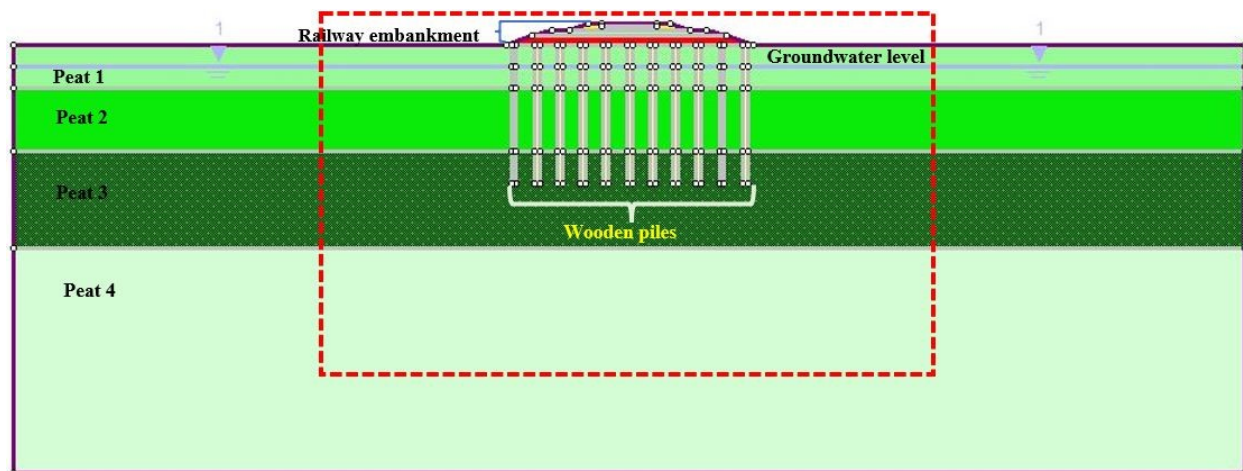 1
1
Railway embankment
Groundwater level
Peat 1
Peat 2
Peat 3
Wooden piles
Peat 4